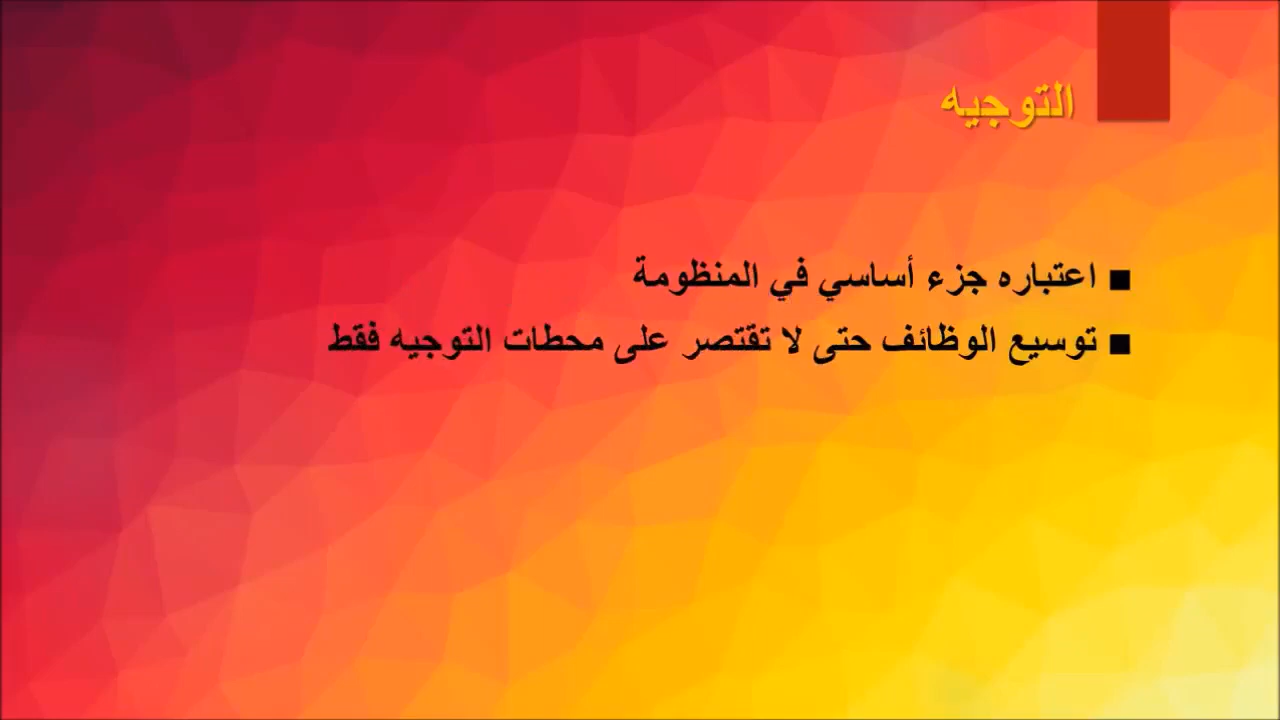 التوجيه
■ اعتباره جزء أساسي في المنظومة
■ توسيع الوظائف حتى لا تقتصر على محطات التوجيه فقط